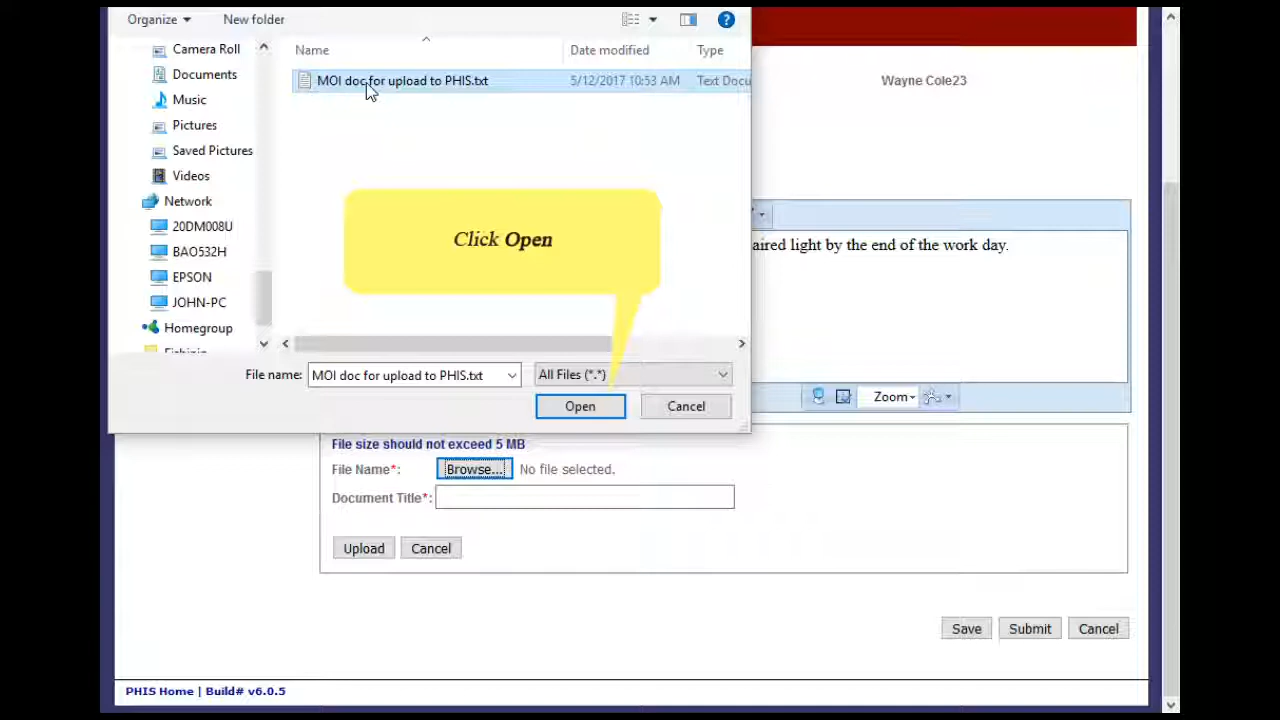 Organize
New folder
Camera Roll
Documents
Music
Pictures
Saved Pictures
Videos
Network
20DM008U
BAO532H
EPSON
JOHN-PC
Homegroup
Name
Date modified
Type
MOI doc for upload to PHIS.txt
5/12/2017 10:53 AM
Text Docu
Click Open
File name:
MOI doc for upload to PHIS.txt
All Files (*.*)
Open
Cancel
Wayne Cole23
aired light by the end of the work day.
Zoom
File size should not exceed 5 MB
File Name*:
Browse...
No file selected.
Document Title*:
Upload
Cancel
Save
Submit
Cancel
PHIS Home | Build# v6.0.5